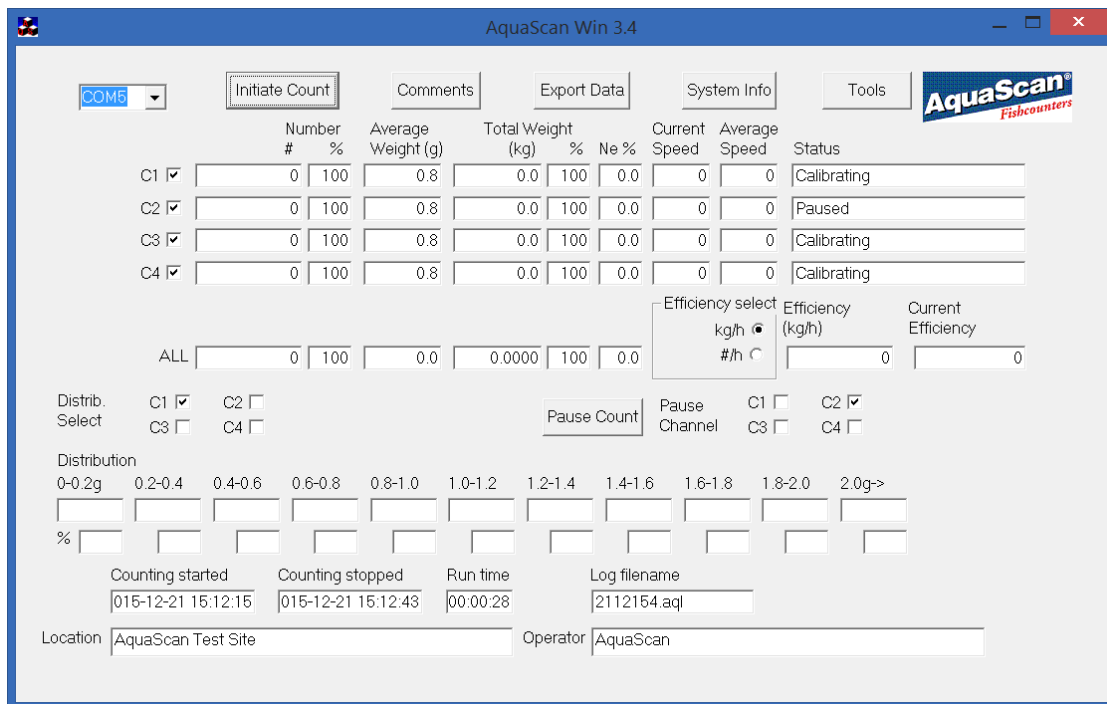 AquaScan Win 3.4
COM5 Initiate Count Comments Export Data System Info Tools AquaScan®
Fishcounters
Number Average Total Weight Current Average
# % Weight (g) (kg) % Ne % Speed Speed Status
C1 0 100 0.8 0.0 100 0.0 0 0 Calibrating
C2 0 100 0.8 0.0 100 0.0 0 0 Paused
C3 0 100 0.8 0.0 100 0.0 0 0 Calibrating
C4 0 100 0.8 0.0 100 0.0 0 0 Calibrating
Efficiency select Efficiency Current
kg/h (kg/h) Efficiency
ALL 0 100 0.0 0.0000 100 0.0 #/h 0 0
Distrib. C1 C2 Pause Count Pause C1 C2
Select C3 C4 Channel C3 C4
Distribution
0-0.2g 0.2-0.4 0.4-0.6 0.6-0.8 0.8-1.0 1.0-1.2 1.2-1.4 1.4-1.6 1.6-1.8 1.8-2.0 2.0g->
%
Counting started Counting stopped Run time Log filename
015-12-21 15:12:15 015-12-21 15:12:43 00:00:28 2112154.aql
Location AquaScan Test Site Operator AquaScan